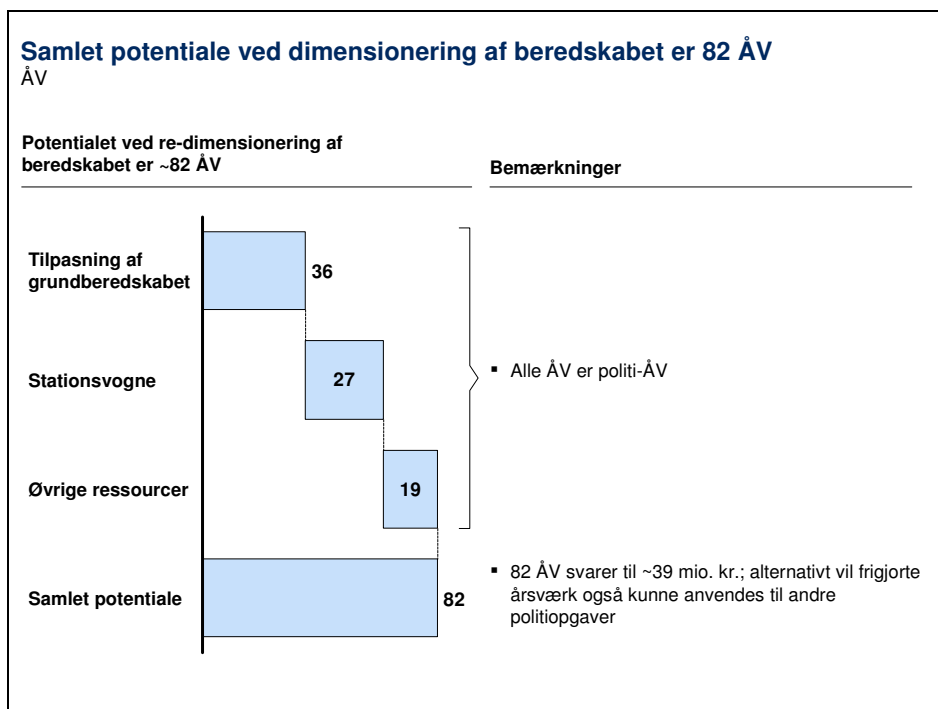 Samlet potentiale ved dimensionering af beredskabet er 82 ÅV
ÅV
Potentialet ved re-dimensionering af
beredskabet er ~82 ÅV
Bemærkninger
Tilpasning af
grundberedskabet
36
Stationsvogne
27
▪ Alle ÅV er politi-ÅV
Øvrige ressourcer
19
Samlet potentiale
82
▪ 82 ÅV svarer til ~39 mio. kr.; alternativt vil frigjorte
årsværk også kunne anvendes til andre
politiopgaver